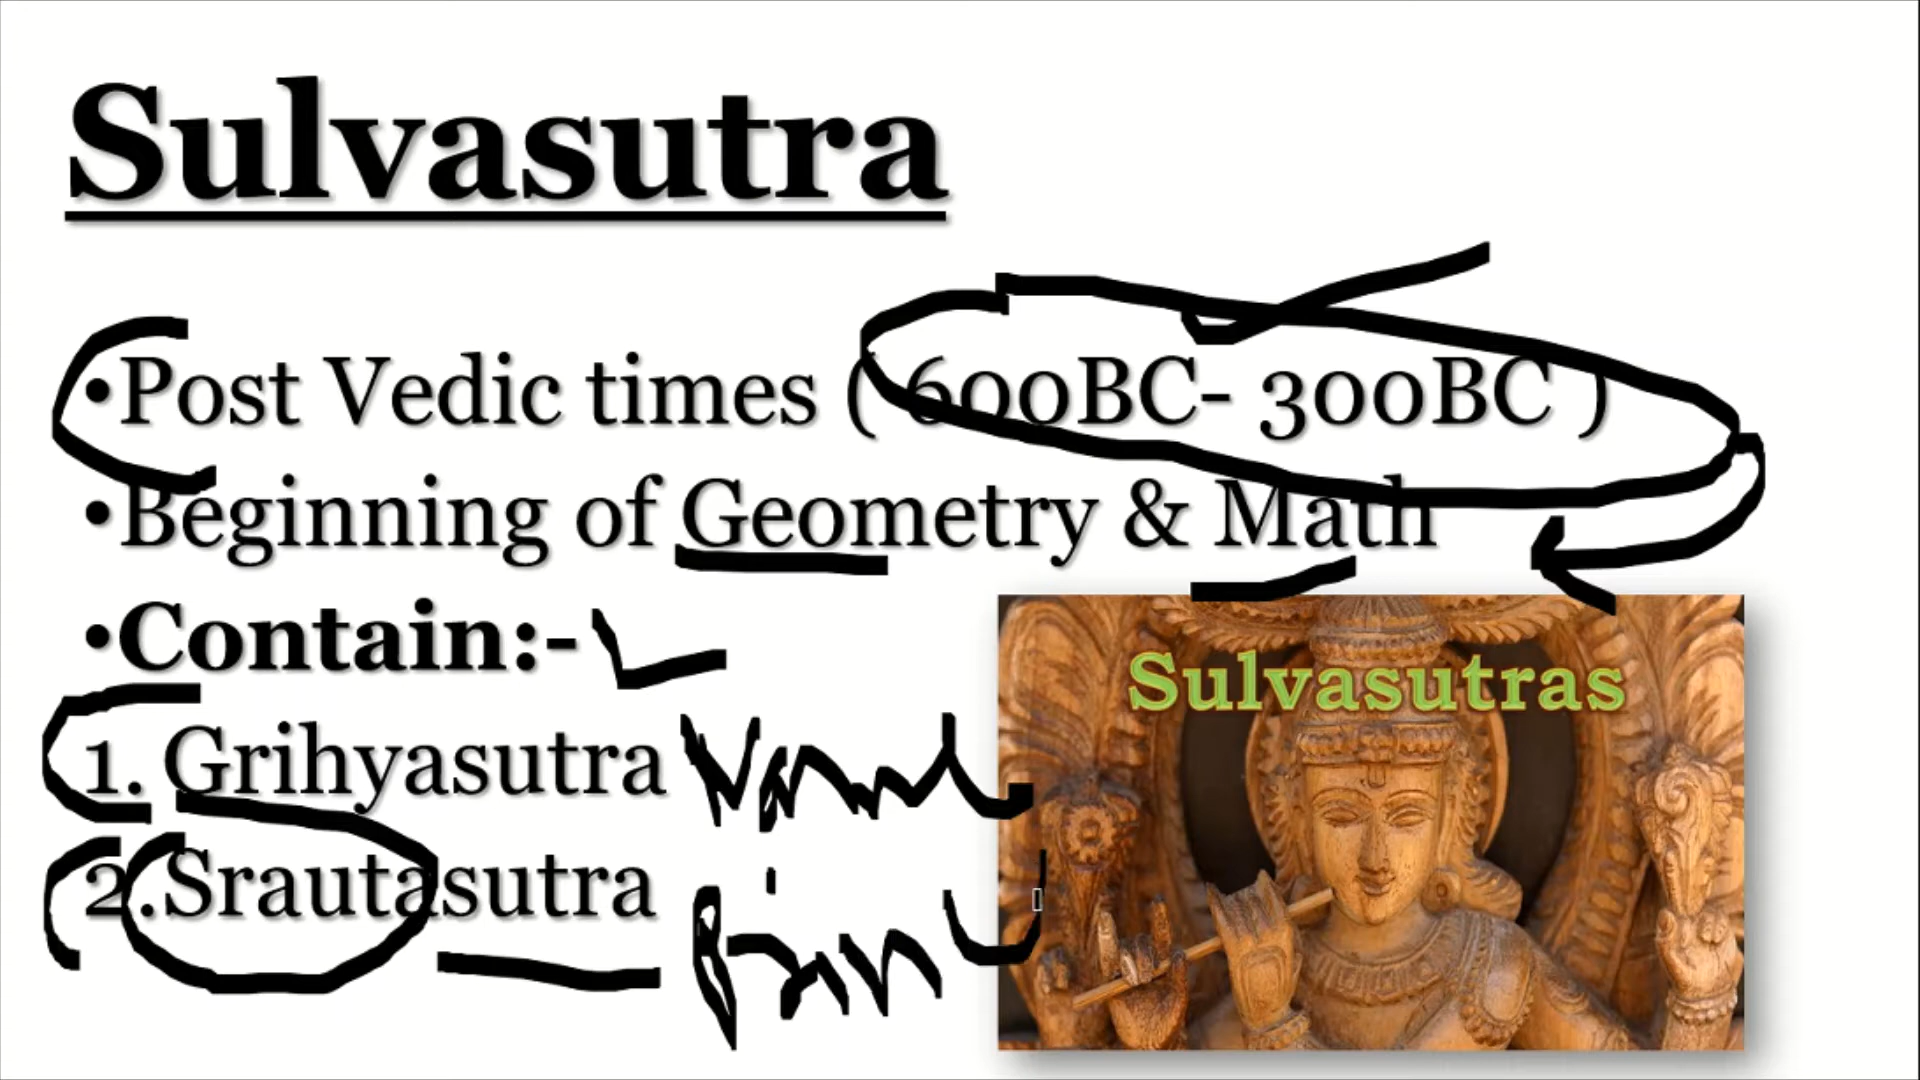 Sulvasutra
•Post Vedic times ( 600BC- 300BC )
•Beginning of Geometry & Math
•Contain:-
Sulvasutras
1. Grihyasutra
2.Srautasutra